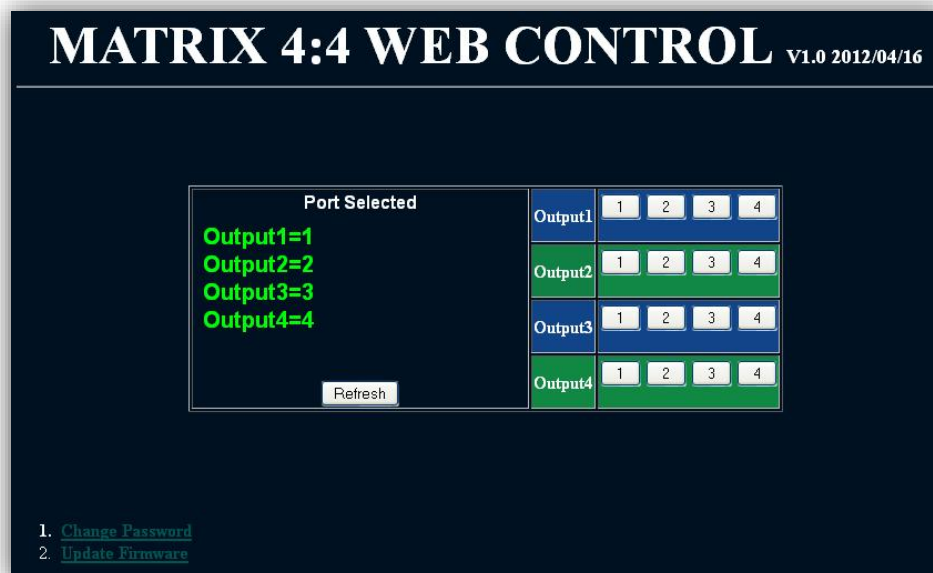 MATRIX 4:4 WEB CONTROL V1.0 2012/04/16
Port Selected
Output1=1
Output2=2
Output3=3
Output4=4
Refresh
Output1 1 2 3 4
Output2 1 2 3 4
Output3 1 2 3 4
Output4 1 2 3 4
1. Change Password
2. Update Firmware